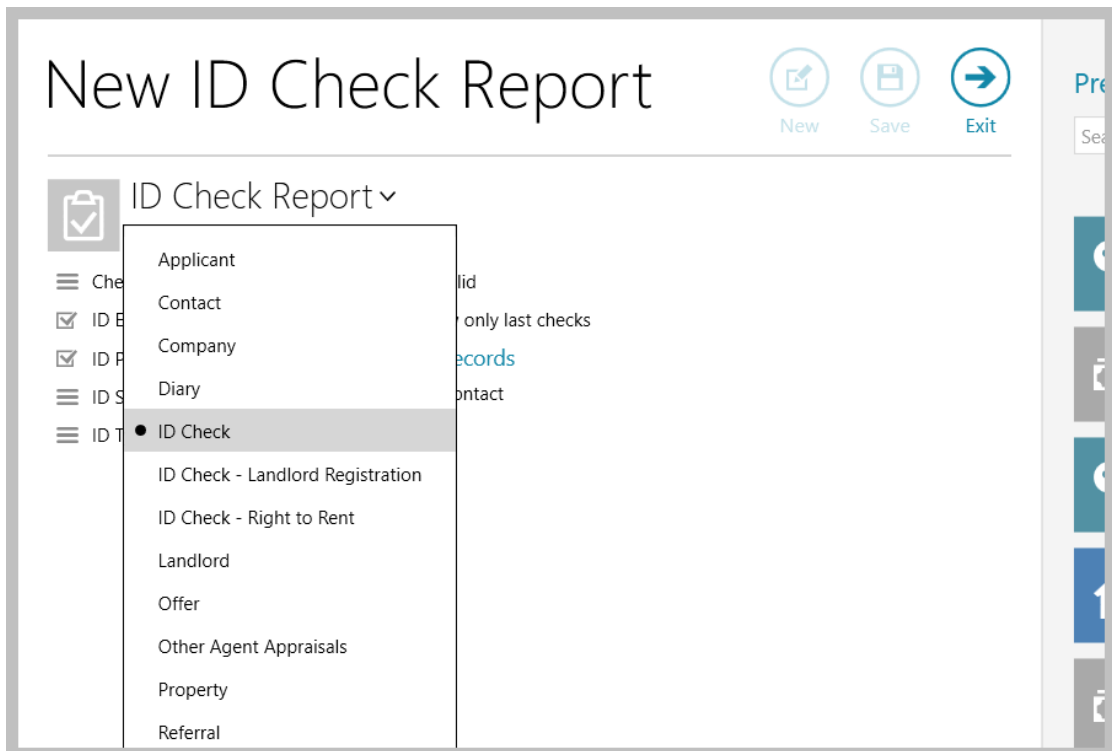 New ID Check Report
New
Save
Exit
Pre
Sea
ID Check Report
Applicant
Contact
Company
Diary
ID Check
ID Check - Landlord Registration
ID Check - Right to Rent
Landlord
Offer
Other Agent Appraisals
Property
Referral
Che
lid
ID E
only last checks
ID P
ecords
ID S
ontact
ID T